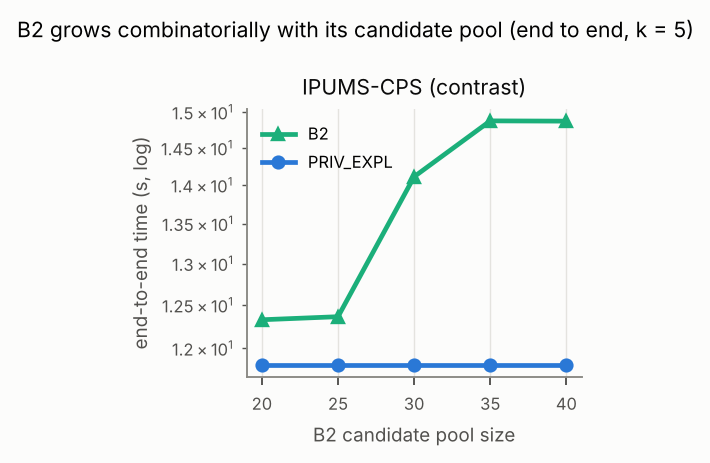 B2 grows combinatorially with its candidate pool (end to end, k = 5)
IPUMS-CPS (contrast)
end-to-end time (s, log)
1.5 × 10¹
1.45 × 10¹
1.4 × 10¹
1.35 × 10¹
1.3 × 10¹
1.25 × 10¹
1.2 × 10¹
B2
PRIV_EXPL
20 25 30 35 40
B2 candidate pool size